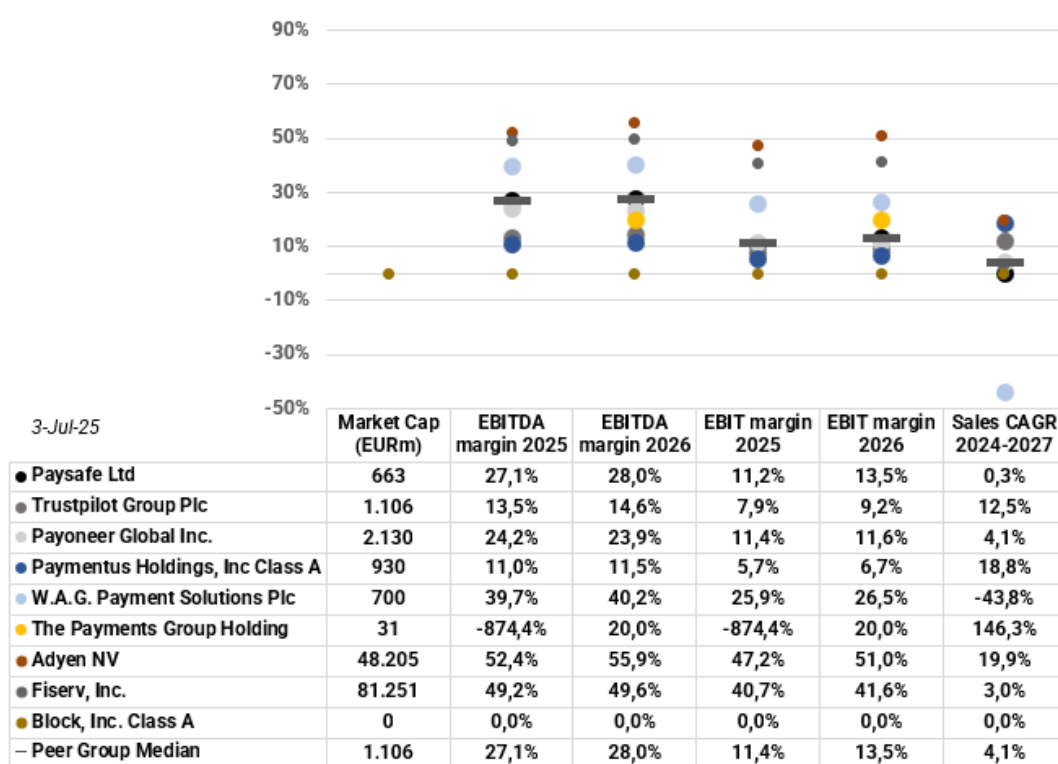 90%
70%
50%
30%
10%
-10%
-30%
-50%
3-Jul-25 Market Cap (EURm) EBITDA margin 2025 EBITDA margin 2026 EBIT margin 2025 EBIT margin 2026 Sales CAGR 2024-2027
Paysafe Ltd 663 27,1% 28,0% 11,2% 13,5% 0,3%
Trustpilot Group Plc 1.106 13,5% 14,6% 7,9% 9,2% 12,5%
Payoneer Global Inc. 2.130 24,2% 23,9% 11,4% 11,6% 4,1%
Paymentus Holdings, Inc Class A 930 11,0% 11,5% 5,7% 6,7% 18,8%
W.A.G. Payment Solutions Plc 700 39,7% 40,2% 25,9% 26,5% -43,8%
The Payments Group Holding 31 -874,4% 20,0% -874,4% 20,0% 146,3%
Adyen NV 48.205 52,4% 55,9% 47,2% 51,0% 19,9%
Fiserv, Inc. 81.251 49,2% 49,6% 40,7% 41,6% 3,0%
Block, Inc. Class A 0 0,0% 0,0% 0,0% 0,0% 0,0%
Peer Group Median 1.106 27,1% 28,0% 11,4% 13,5% 4,1%